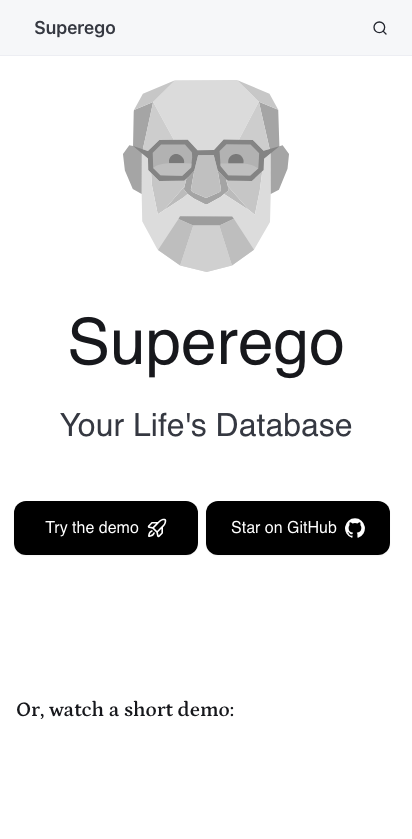 Superego
Superego
Your Life's Database
Try the demo
Star on GitHub
Or, watch a short demo: